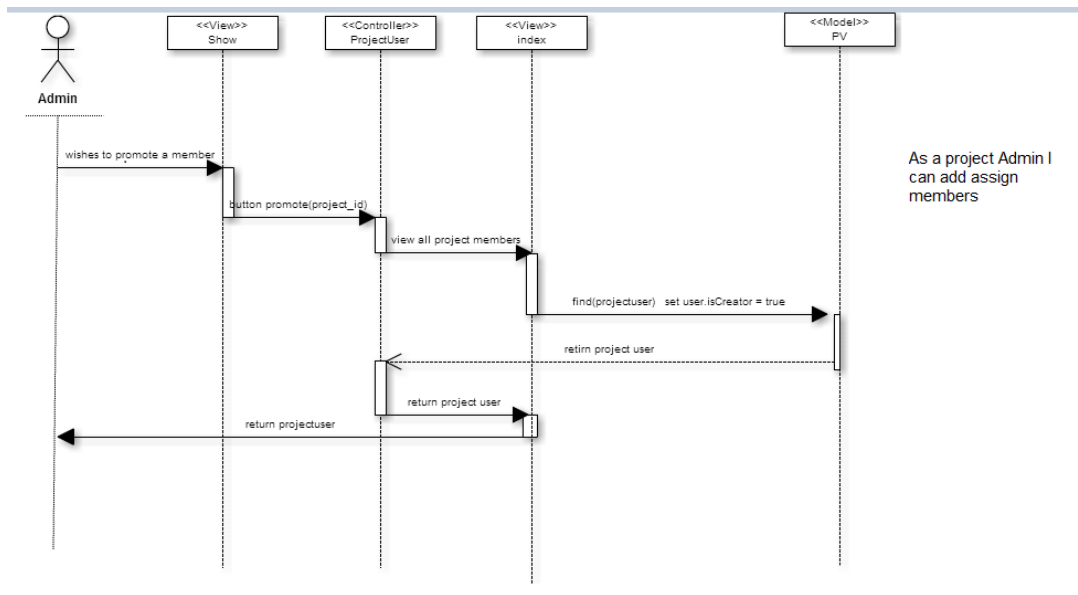 <<View>>
Show
<<Controller>>
ProjectUser
<<View>>
index
<<Model>>
PV
Admin
wishes to promote a member
button promote(project_id)
view all project members
find(projectuser) set user.isCreator = true
retirn project user
return project user
return projectuser
As a project Admin I
can add assign
members